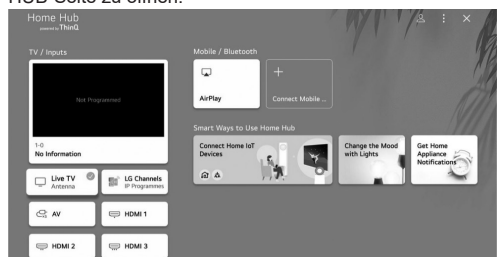 HUB-Seite zu öffnen.
Home Hub
powered by ThinQ
TV / Inputs
Not Programmed
1-0
No Information
Live TV
Antenna
LG Channels
IP Programmes
AV
HDMI 1
HDMI 2
HDMI 3
Mobile / Bluetooth
AirPlay
Connect Mobile ...
Smart Ways to Use Home Hub
Connect Home IoT
Devices
Change the Mood
with Lights
Get Home
Appliance
Notifications